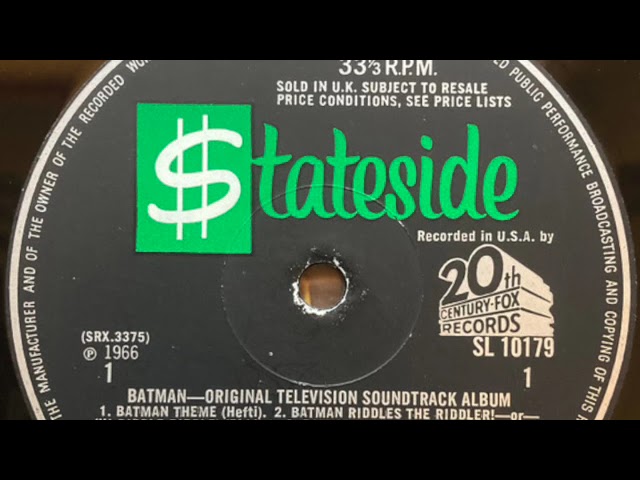 THE MANUFACTURER AND OF THE OWNER OF THE RECORDED
PUBLIC PERFORMANCE BROADCASTING AND COPYING OF THIS
33⅓ R.P.M.
SOLD IN U.K. SUBJECT TO RESALE
PRICE CONDITIONS, SEE PRICE LISTS
$tateside
Recorded in U.S.A. by
20th
CENTURY-FOX
RECORDS
(SRX.3375)
SL 10179
℗ 1966
1
1
BATMAN—ORIGINAL TELEVISION SOUNDTRACK ALBUM
1. BATMAN THEME (Hefti). 2. BATMAN RIDDLES THE RIDDLER!—or—